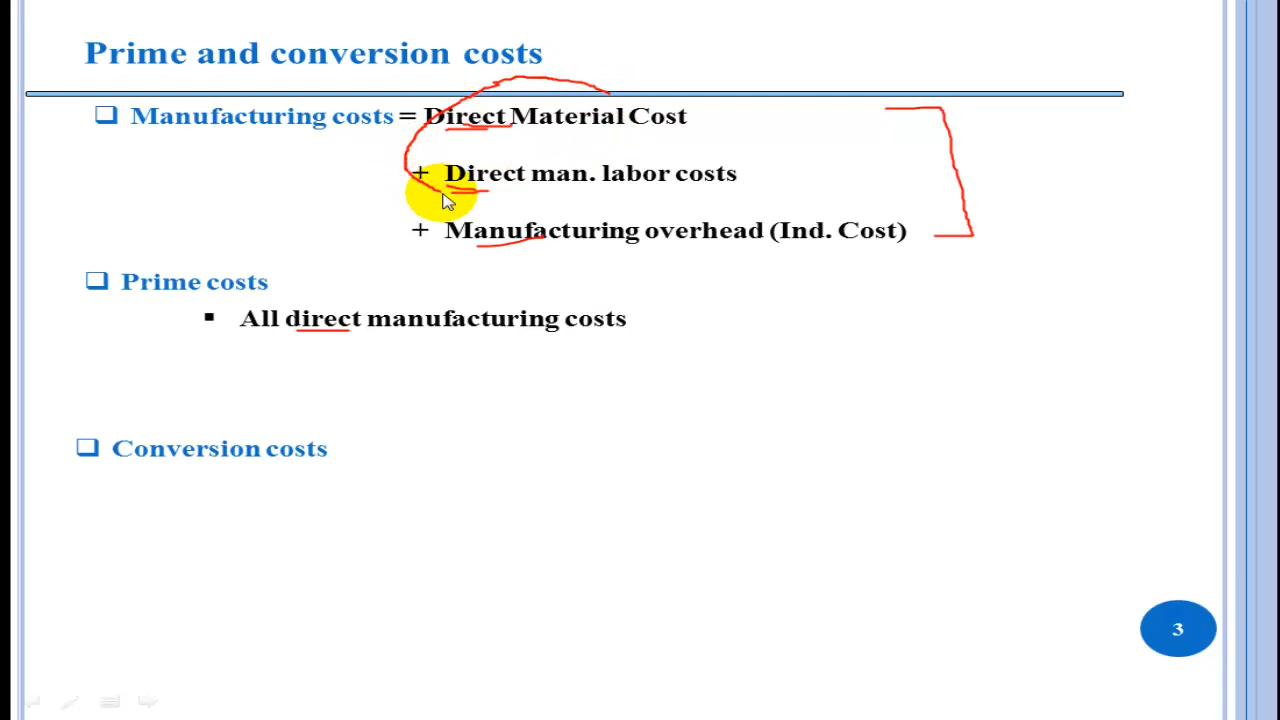 Prime and conversion costs
❑ Manufacturing costs = Direct Material Cost
+ Direct man. labor costs
+ Manufacturing overhead (Ind. Cost)
❑ Prime costs
▪ All direct manufacturing costs
❑ Conversion costs
3